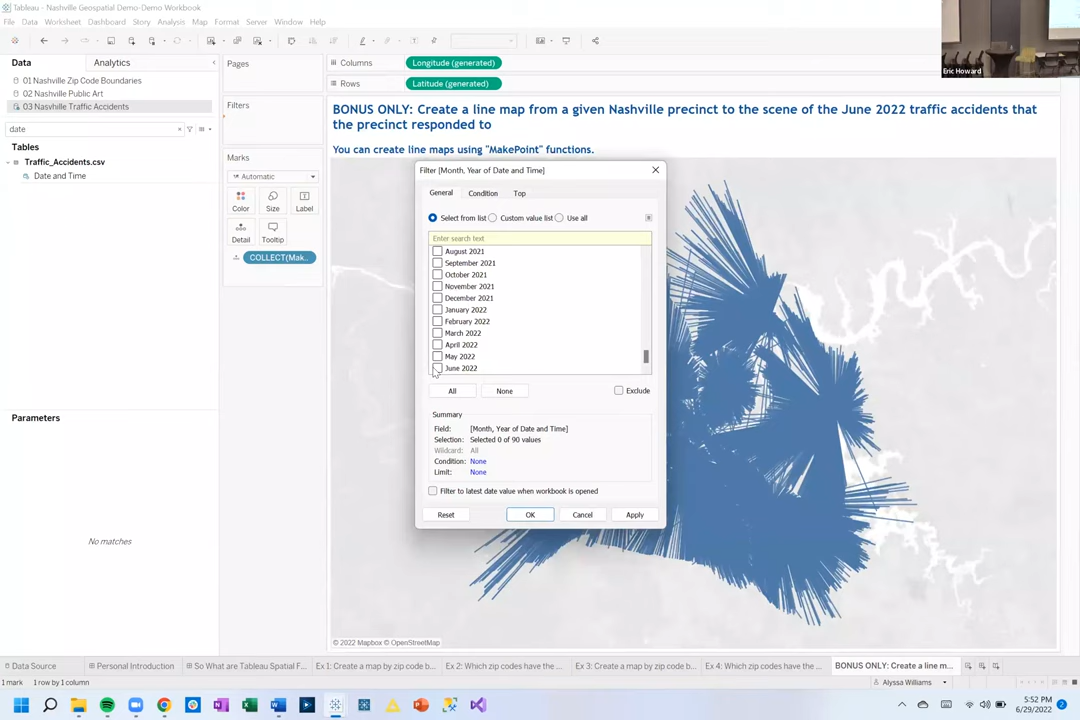 Tableau - Nashville Geospatial Demo-Demo Workbook
File Data Worksheet Dashboard Story Analysis Map Format Server Window Help
Data Analytics
01 Nashville Zip Code Boundaries
02 Nashville Public Art
03 Nasvhille Traffic Accidents
date
Tables
Traffic_Accidents.csv
Date and Time
Parameters
No matches
Pages
Filters
Marks
Automatic
Color Size Label
Detail Tooltip
COLLECT(Mak..
Columns Longitude (generated)
Rows Latitude (generated)
Eric Howard
BONUS ONLY: Create a line map from a given Nashville precinct to the scene of the June 2022 traffic accidents that
the precinct responded to
You can create line maps using "MakePoint" functions.
Filter [Month, Year of Date and Time]
General Condition Top
Select from list Custom value list Use all
Enter search text
August 2021
September 2021
October 2021
November 2021
December 2021
January 2022
February 2022
March 2022
April 2022
May 2022
June 2022
All None Exclude
Summary
Field: [Month, Year of Date and Time]
Selection: Selected 0 of 90 values
Wildcard: All
Condition: None
Limit: None
Filter to latest date value when workbook is opened
Reset OK Cancel Apply
© 2022 Mapbox © OpenStreetMap
Data Source Personal Introduction So What are Tableau Spatial F... Ex 1: Create a map by zip code b... Ex 2: Which zip codes have the ... Ex 3: Create a map by zip code b... Ex 4: Which zip codes have the ... BONUS ONLY: Create a line m...
1 mark 1 row by 1 column Alyssa Williams
5:52 PM
6/29/2022
2